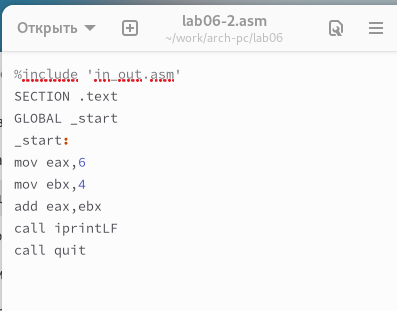 Открыть
lab06-2.asm
~/work/arch-pc/lab06
%include 'in_out.asm'
SECTION .text
GLOBAL _start
_start:
mov eax,6
mov ebx,4
add eax,ebx
call iprintLF
call quit